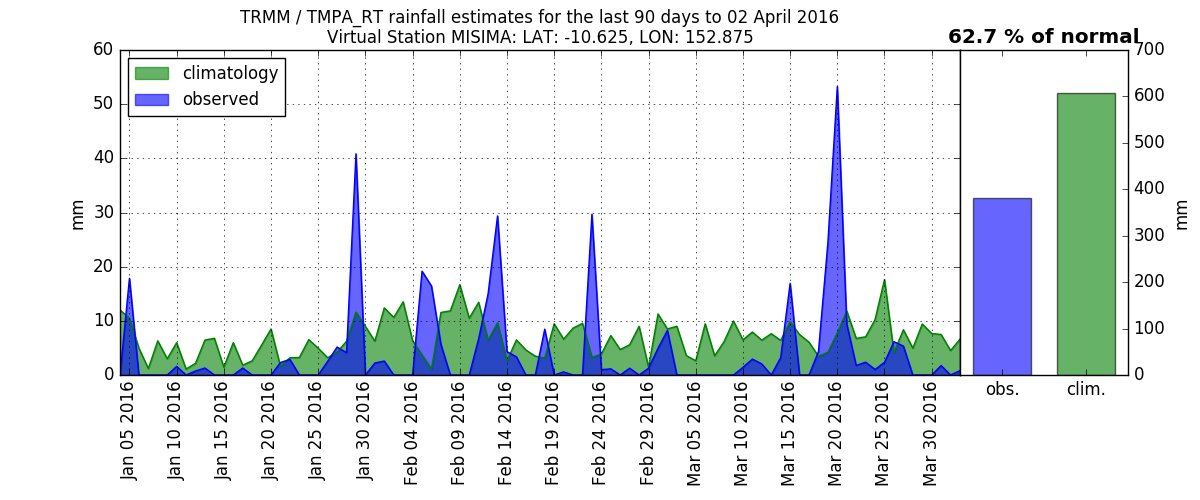 TRMM / TMPA_RT rainfall estimates for the last 90 days to 02 April 2016
Virtual Station MISIMA: LAT: -10.625, LON: 152.875
62.7 % of normal
climatology
observed
60
50
40
30
20
10
0
mm
Jan 05 2016
Jan 10 2016
Jan 15 2016
Jan 20 2016
Jan 25 2016
Jan 30 2016
Feb 04 2016
Feb 09 2016
Feb 14 2016
Feb 19 2016
Feb 24 2016
Feb 29 2016
Mar 05 2016
Mar 10 2016
Mar 15 2016
Mar 20 2016
Mar 25 2016
Mar 30 2016
700
600
500
400
300
200
100
0
mm
obs.
clim.